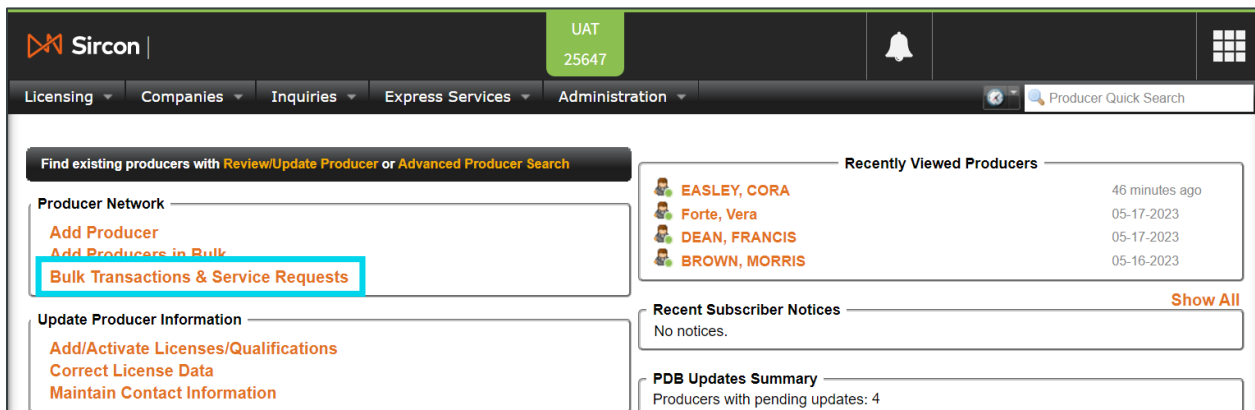 Sircon
UAT
25647
Licensing Companies Inquiries Express Services Administration Producer Quick Search
Find existing producers with Review/Update Producer or Advanced Producer Search
Producer Network
Add Producer
Add Producers in Bulk
Bulk Transactions & Service Requests
Update Producer Information
Add/Activate Licenses/Qualifications
Correct License Data
Maintain Contact Information
Recently Viewed Producers
EASLEY, CORA 46 minutes ago
Forte, Vera 05-17-2023
DEAN, FRANCIS 05-17-2023
BROWN, MORRIS 05-16-2023
Show All
Recent Subscriber Notices
No notices.
PDB Updates Summary
Producers with pending updates: 4